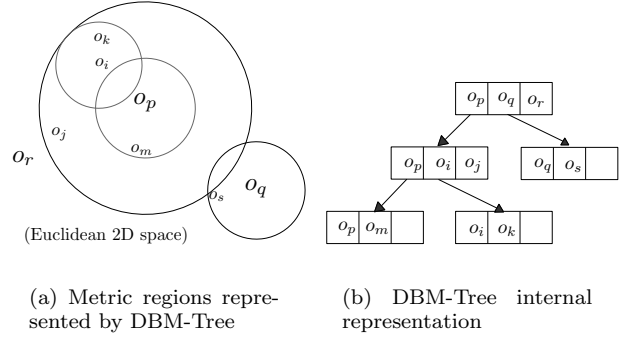 o_k
o_i
o_p
o_j
o_m
o_r
o_s
o_q
(Euclidean 2D space)
o_p o_q o_r
o_p o_i o_j
o_q o_s
o_p o_m
o_i o_k
(a) Metric regions repre-
sented by DBM-Tree
(b) DBM-Tree internal
representation